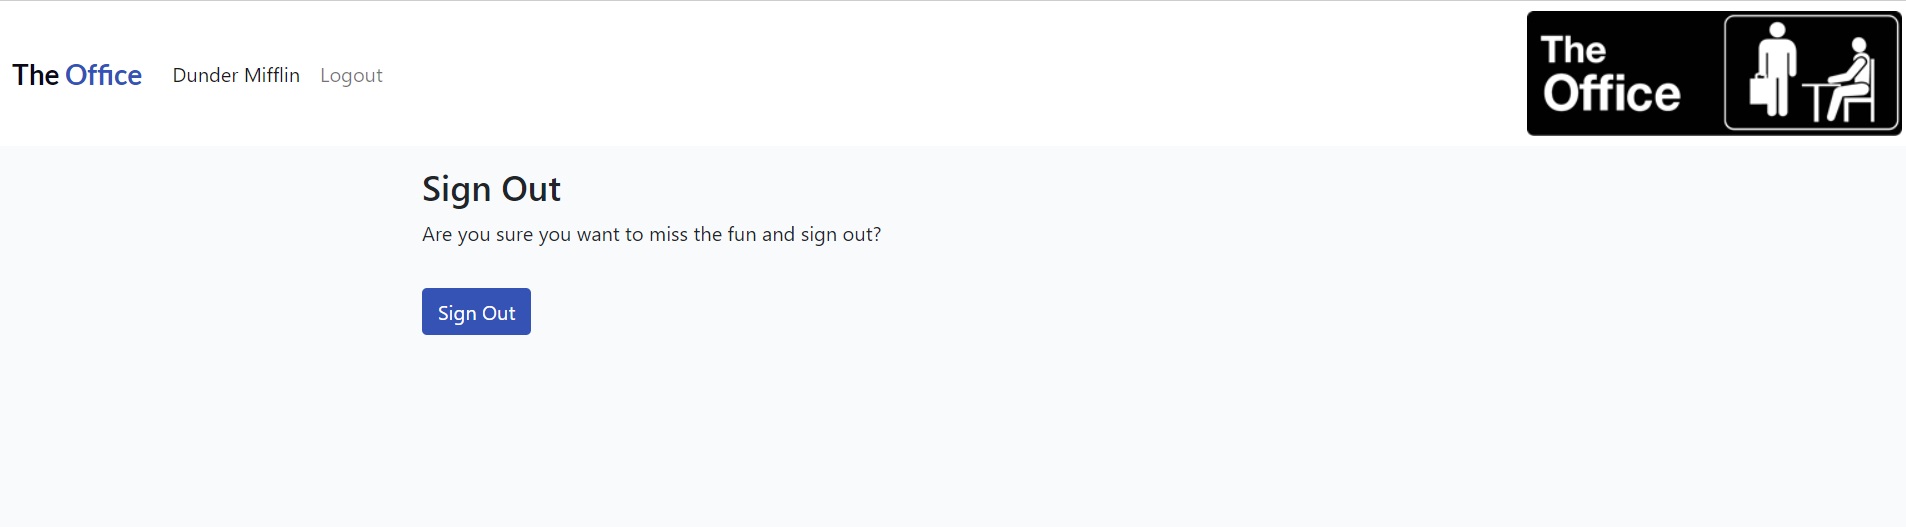 The Office Dunder Mifflin Logout
The
Office
Sign Out
Are you sure you want to miss the fun and sign out?
Sign Out